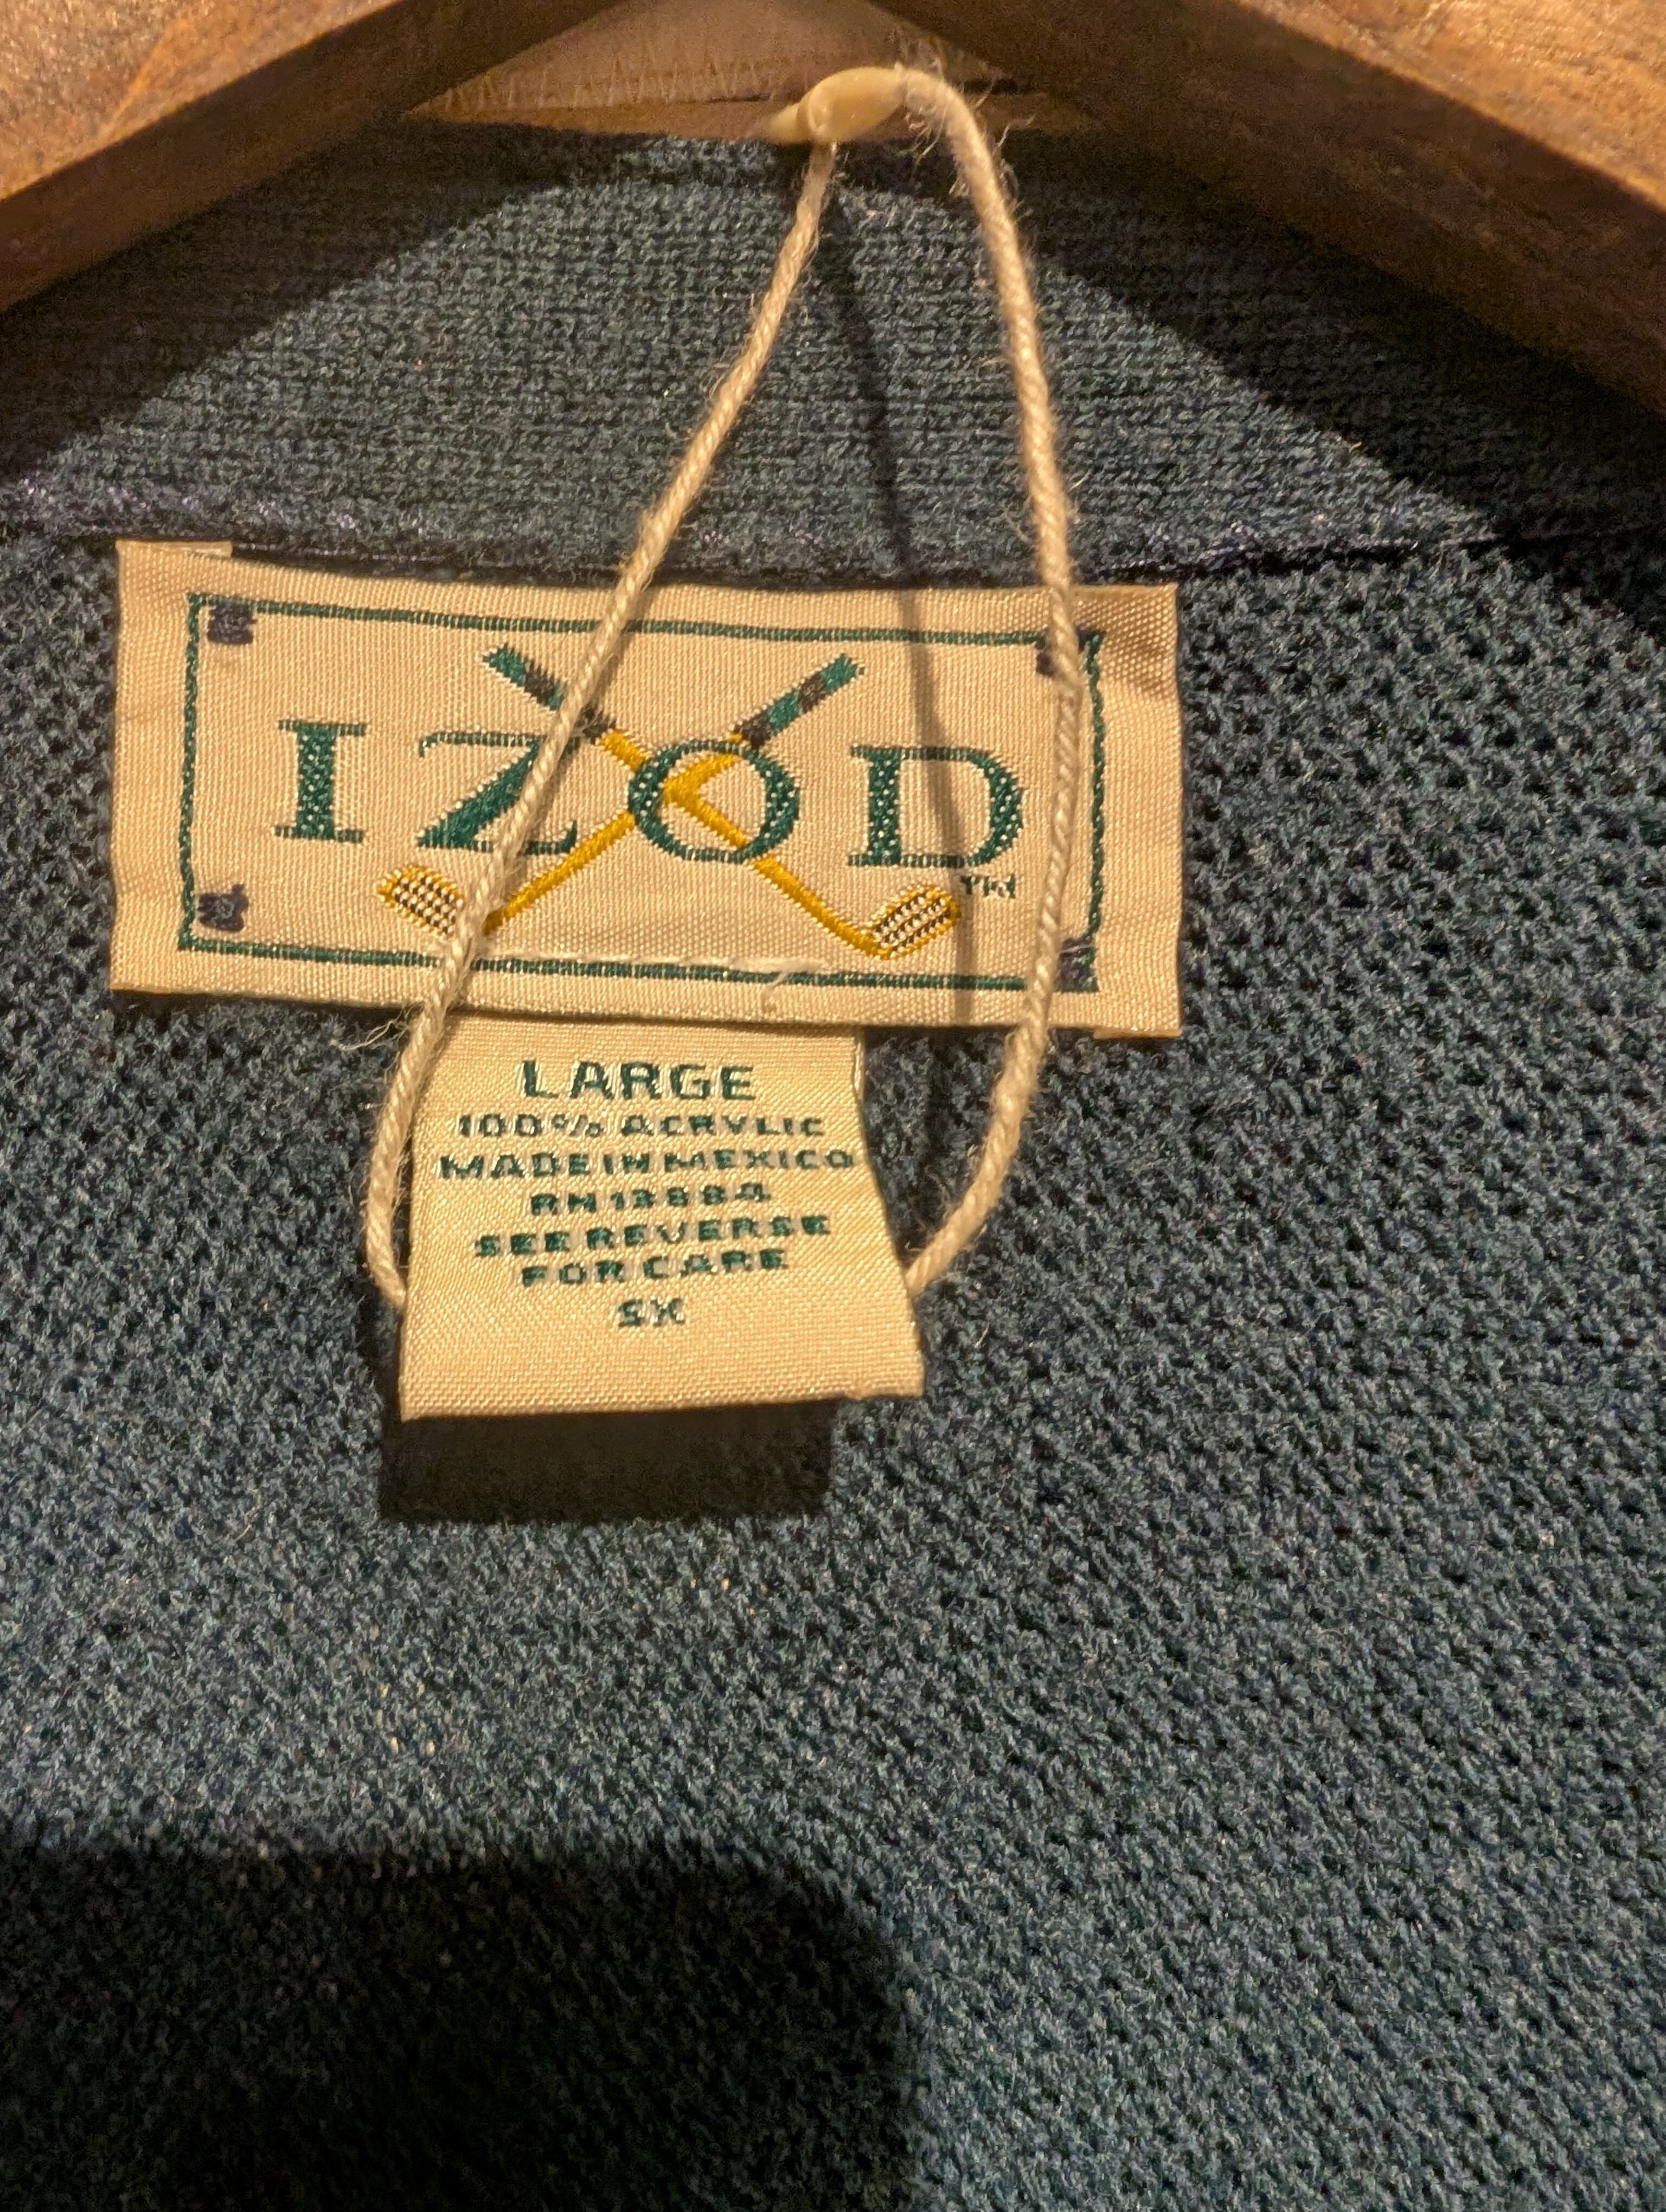 IZOD
TM
LARGE
100% ACRYLIC
MADE IN MEXICO
RN 13884
SEE REVERSE
FOR CARE
SX